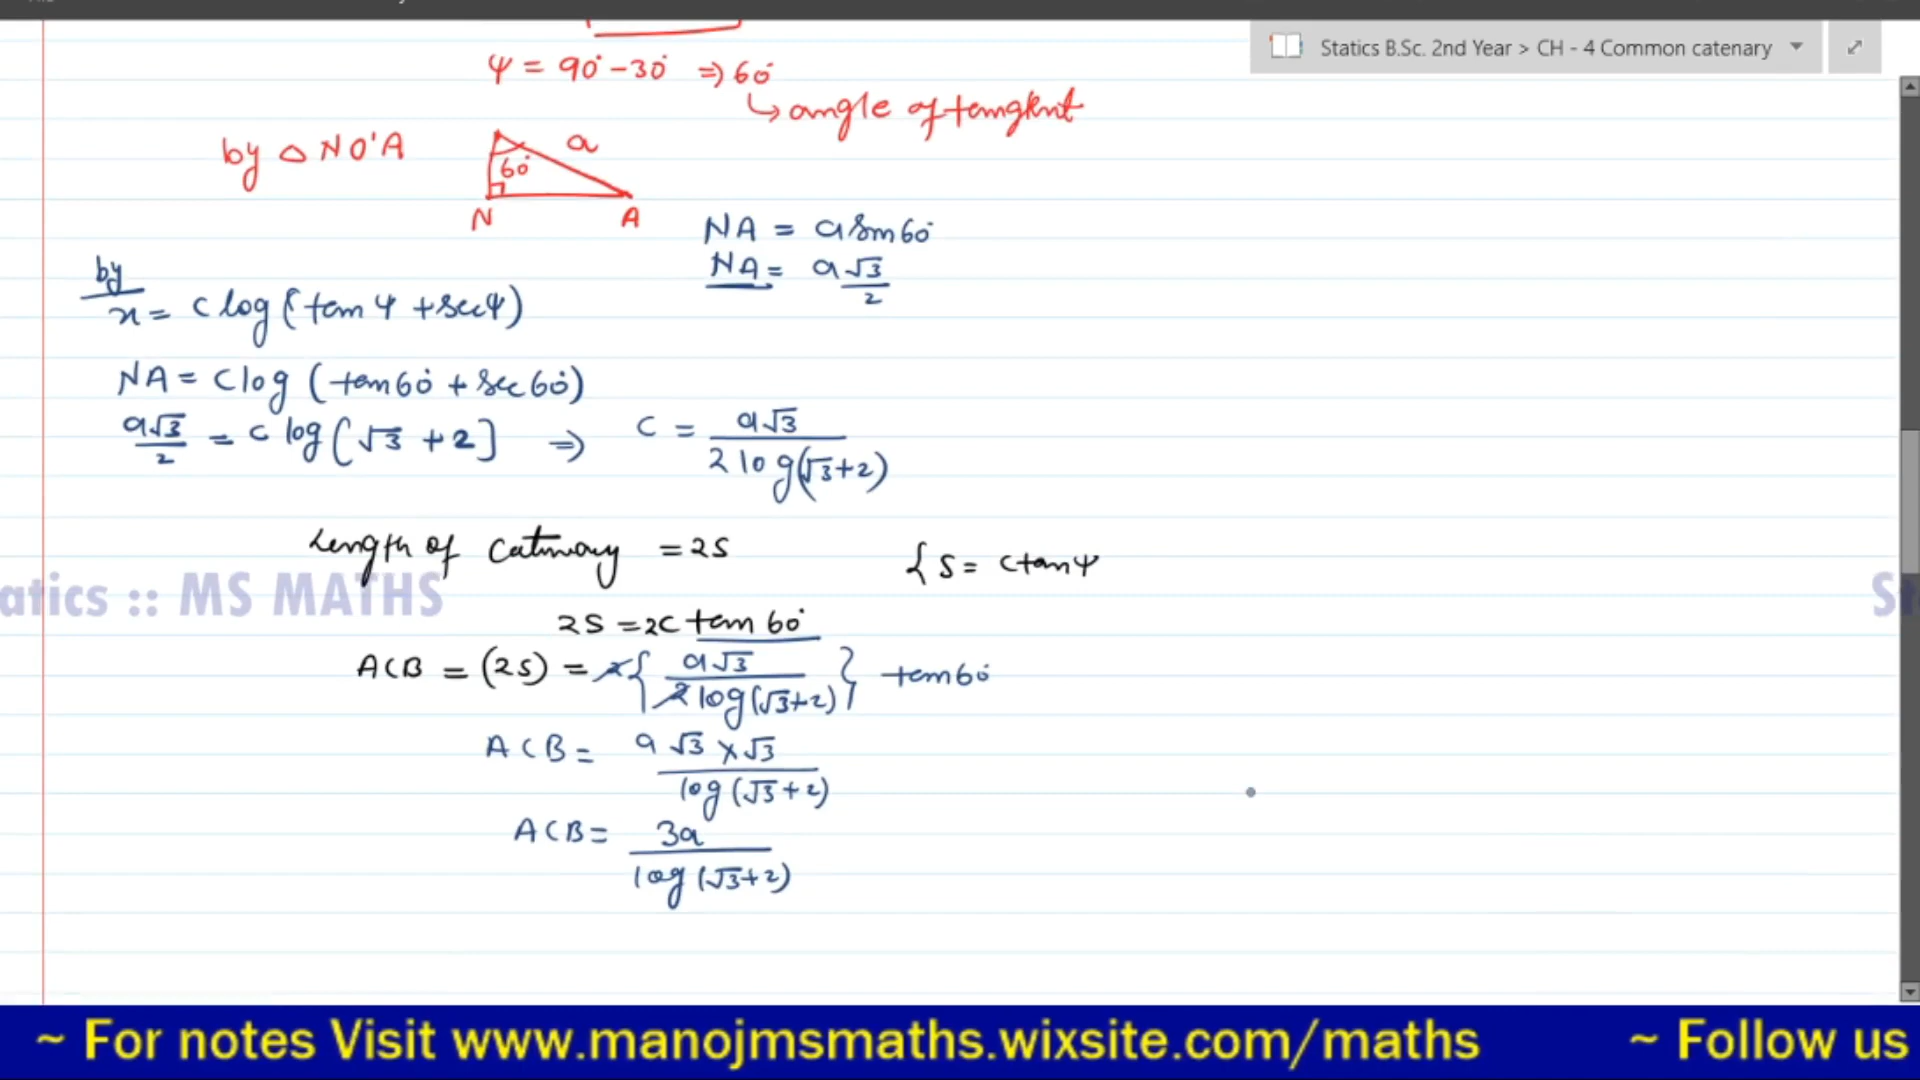 Statics B.Sc. 2nd Year > CH - 4 Common catenary
ψ = 90° - 30° ⇒ 60°
↳ angle of tangent
by △ NO'A
a
60°
N A
NA = a sin 60°
NA = a√3/2
by
x = c log (tan ψ + sec ψ)
NA = c log (tan 60° + sec 60°)
a√3/2 = c log [√3 + 2] ⇒ c = a√3 / 2 log(√3+2)
Length of Catenary = 2S { S = c tan ψ
atics :: MS MATHS St
2S = 2c tan 60°
ACB = (2S) = 2 { a√3 / 2 log(√3+2) } tan 60°
ACB = a √3 × √3 / log (√3 + 2)
ACB = 3a / log (√3+2)
~ For notes Visit www.manojmsmaths.wixsite.com/maths ~ Follow us